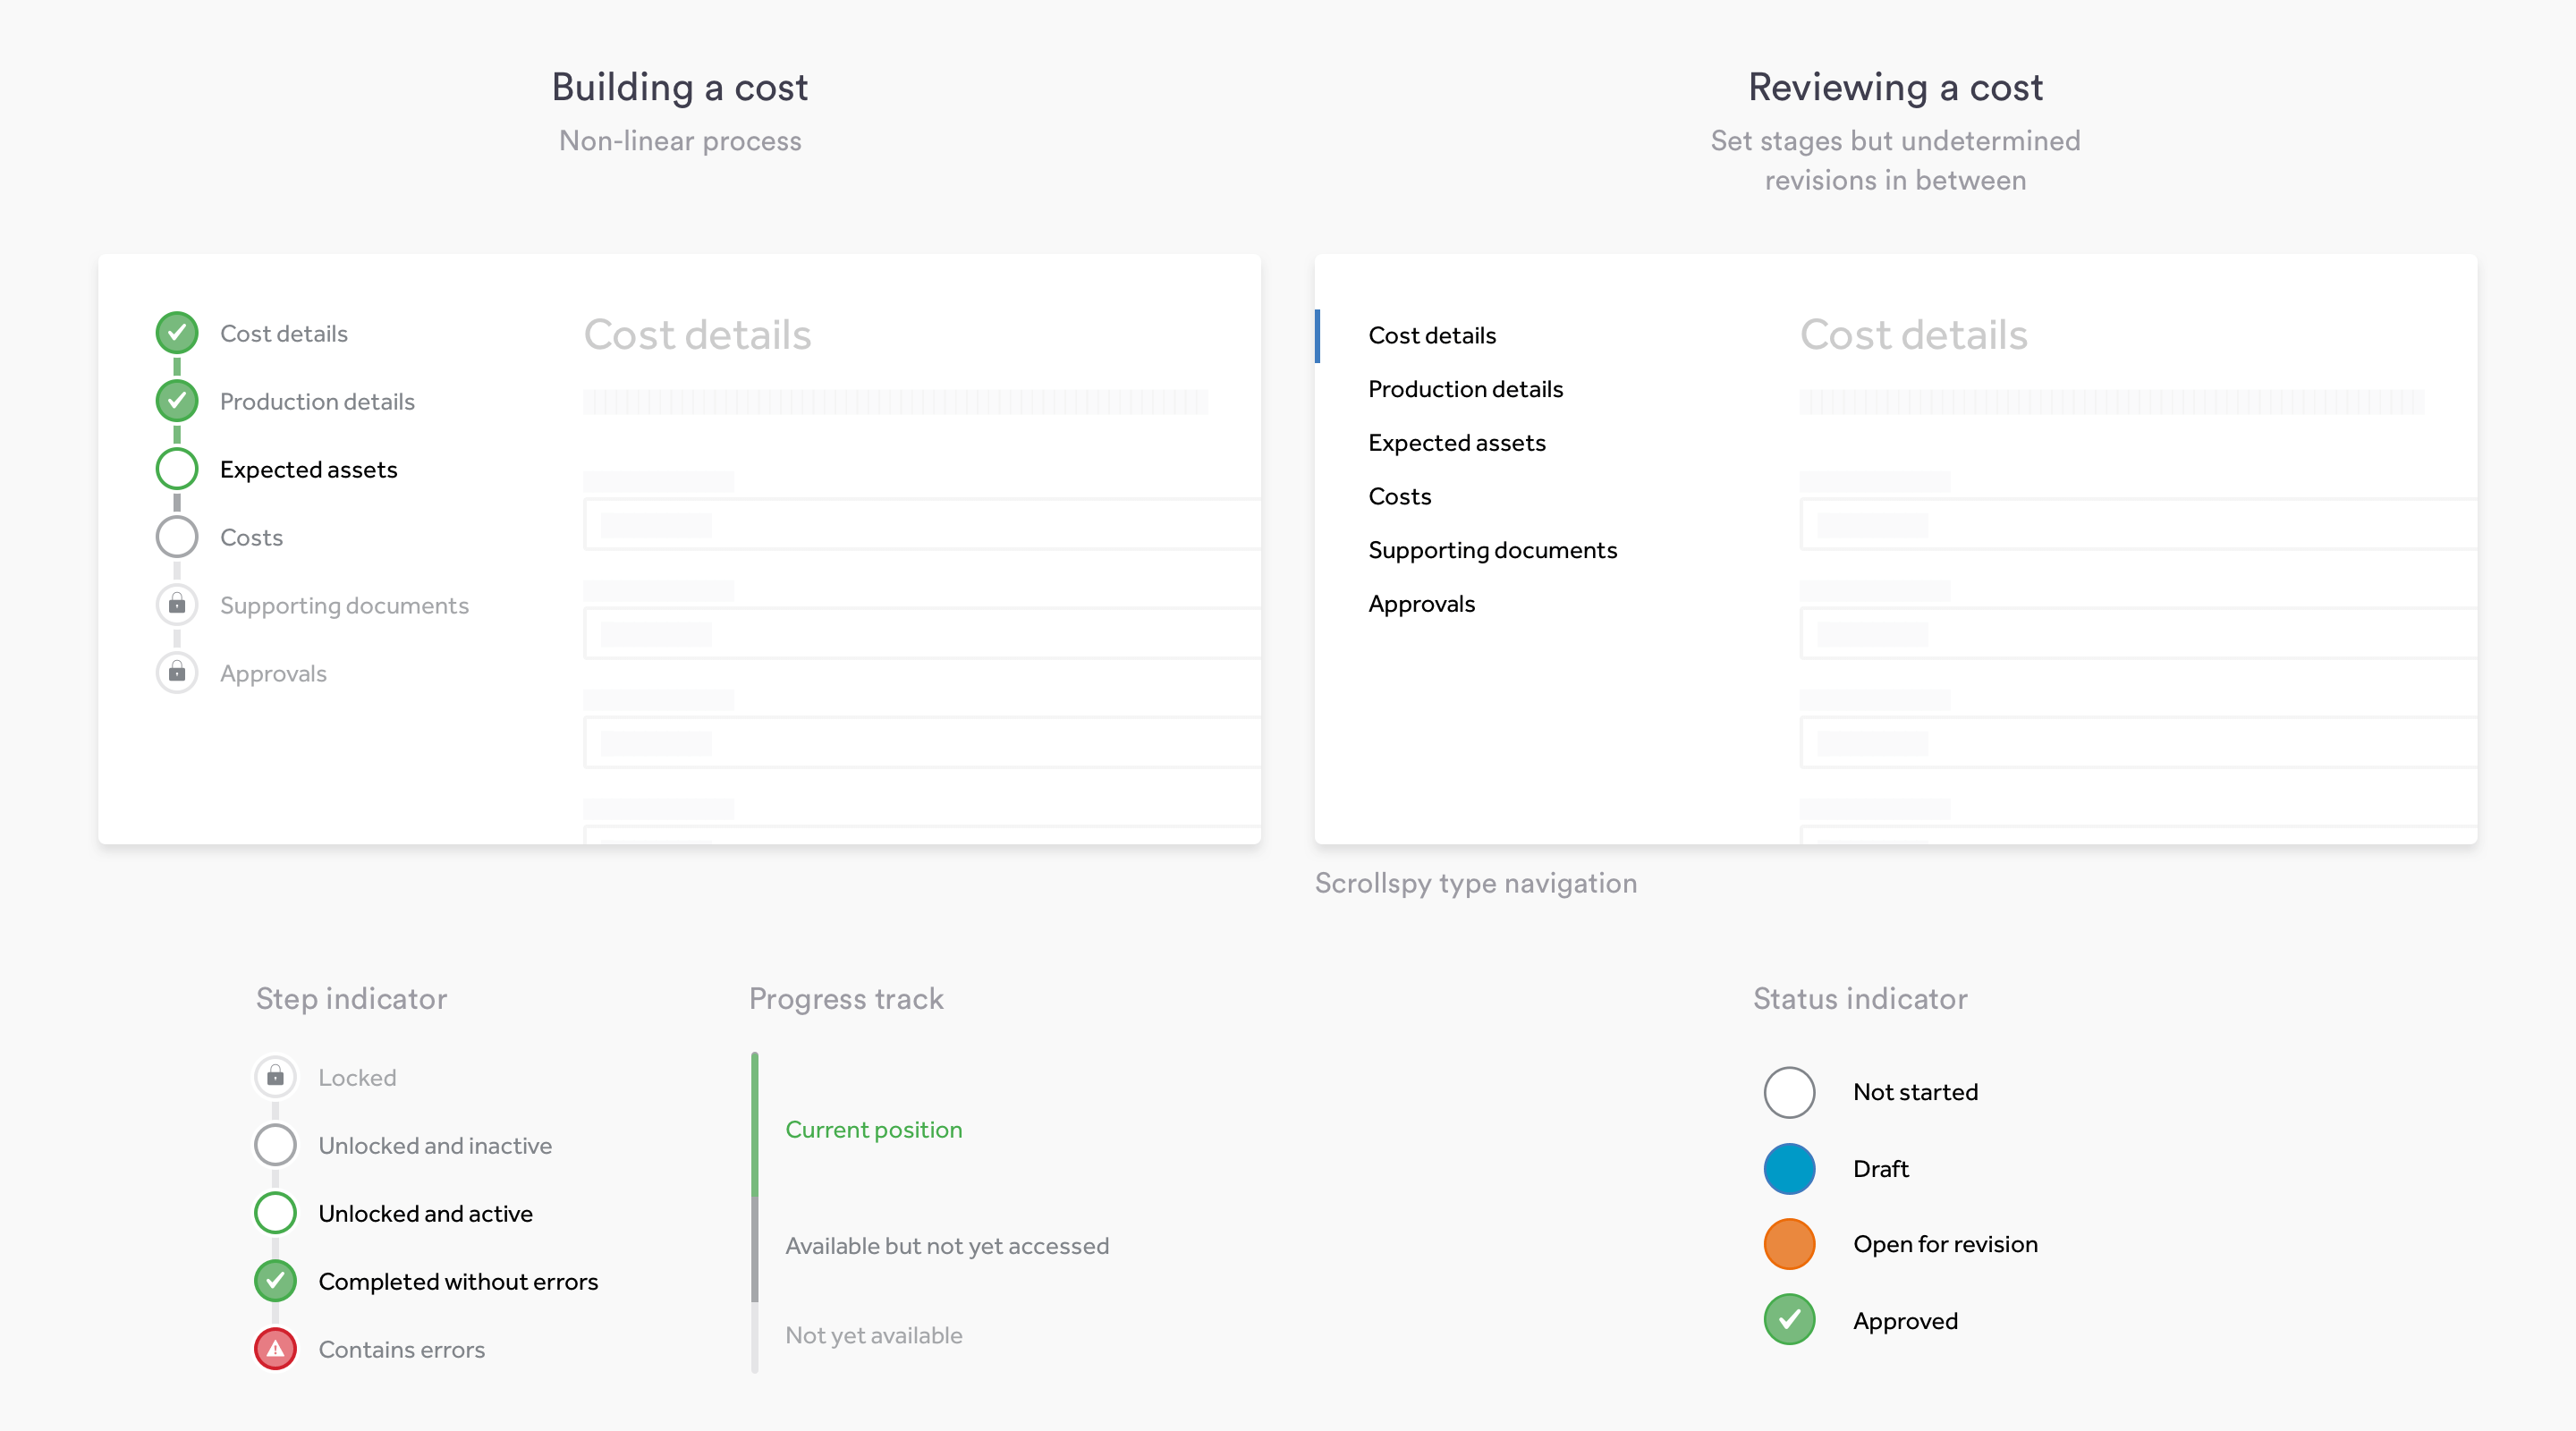 Building a cost
Non-linear process
Cost details
Production details
Expected assets
Costs
Supporting documents
Approvals
Cost details
Reviewing a cost
Set stages but undetermined
revisions in between
Cost details
Production details
Expected assets
Costs
Supporting documents
Approvals
Cost details
Scrollspy type navigation
Step indicator
Locked
Unlocked and inactive
Unlocked and active
Completed without errors
Contains errors
Progress track
Current position
Available but not yet accessed
Not yet available
Status indicator
Not started
Draft
Open for revision
Approved